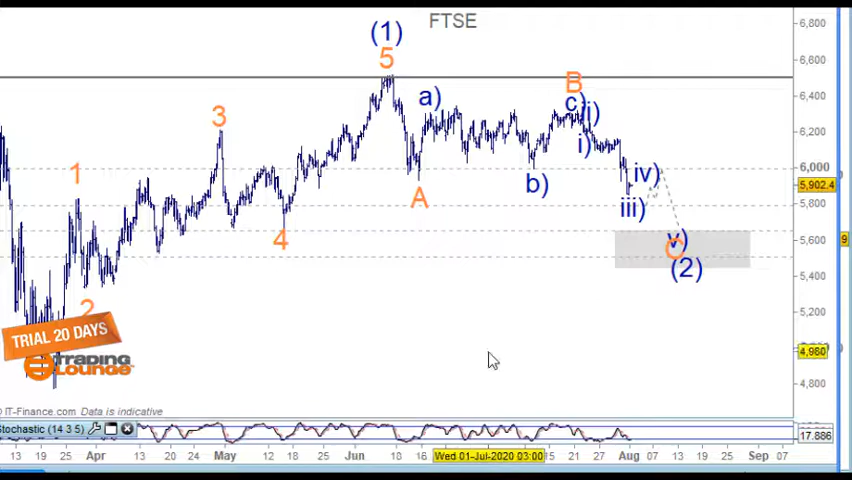 FTSE
6,800
(1)
6,600
5
B
6,400
a)
c)
ii)
3
6,200
i)
1
6,000
iv)
b)
5,902.4
A
iii)
5,800
4
v)
5,600
C
(2)
5,400
2
5,200
TRIAL 20 DAYS
5,000
4,980
TRADING
LOUNGE
4,800
© IT-Finance.com Data is indicative
Stochastic (14 3 5)
17.886
13 19 25 Apr 13 20 24 May 13 19 25 Jun 10 16 22 Wed 01-Jul-2020 03:00 15 21 27 Aug 07 13 19 25 Sep 07